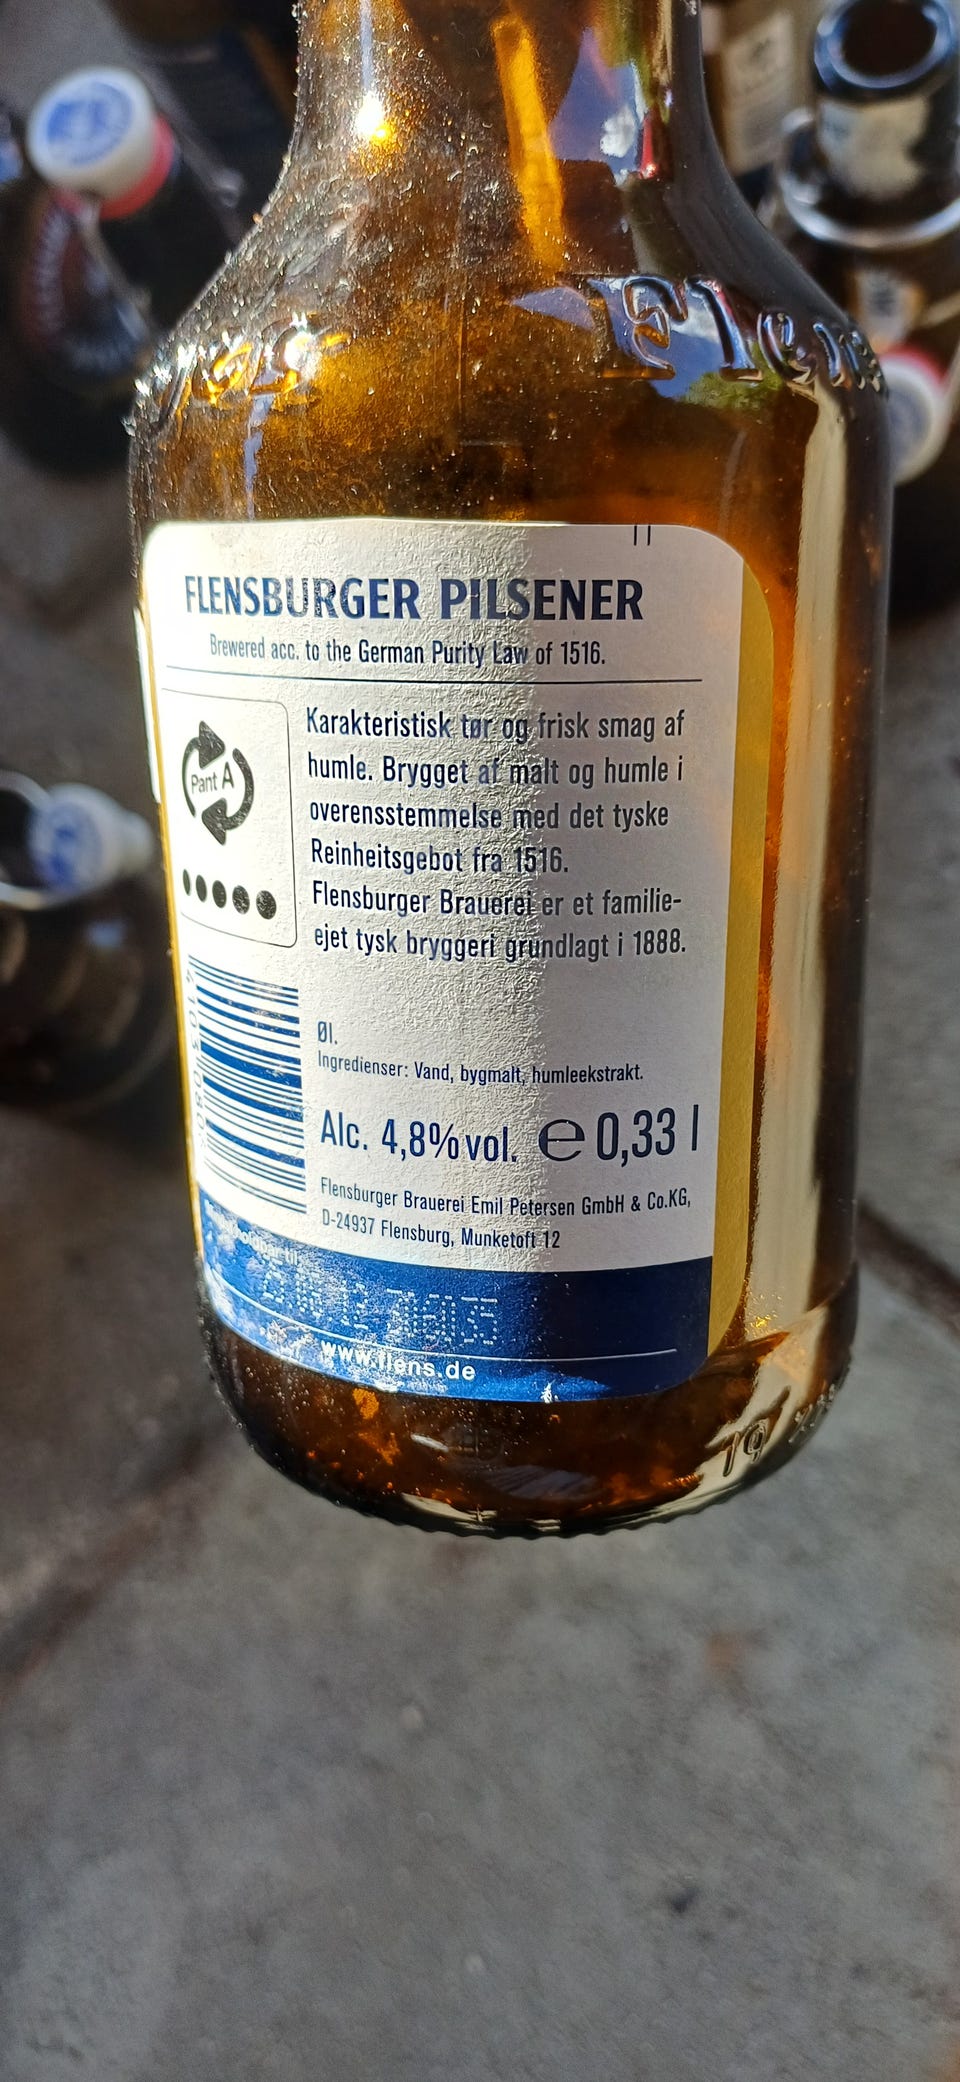 Flens
FLENSBURGER PILSENER
Brewered acc. to the German Purity Law of 1516.
Pant A
Karakteristisk tør og frisk smag af
humle. Brygget af malt og humle i
overensstemmelse med det tyske
Reinheitsgebot fra 1516.
Flensburger Brauerei er et familie-
ejet tysk bryggeri grundlagt i 1888.
Øl.
Ingredienser: Vand, bygmalt, humleekstrakt.
Alc. 4,8% vol. e 0,33 l
Flensburger Brauerei Emil Petersen GmbH & Co.KG,
D-24937 Flensburg, Munketoft 12
www.flens.de